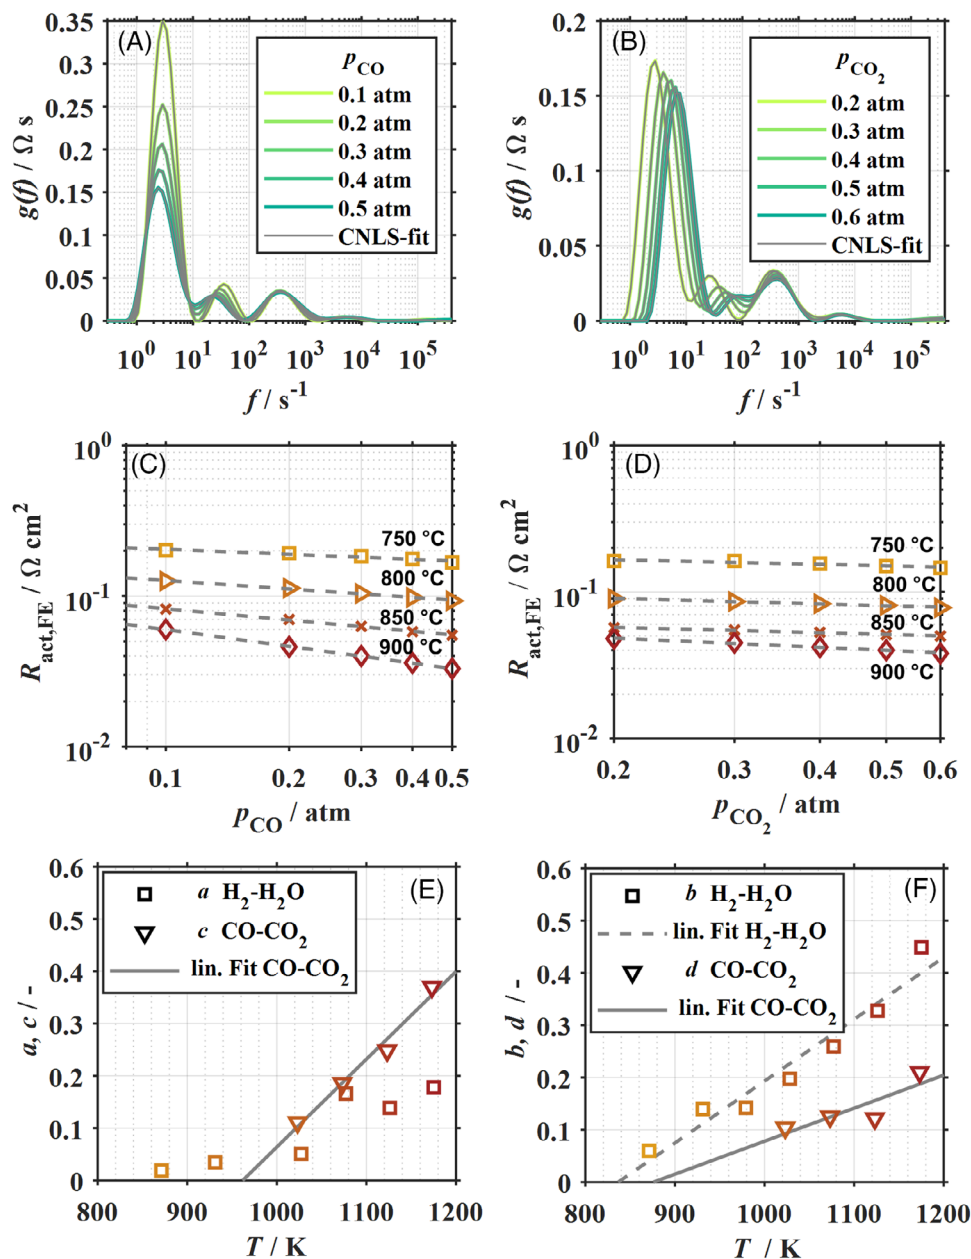 (A)
0.35
0.3
0.25
0.2
0.15
0.1
0.05
0
g(f) / Ω s
p_CO
0.1 atm
0.2 atm
0.3 atm
0.4 atm
0.5 atm
CNLS-fit
10^0 10^1 10^2 10^3 10^4 10^5
f / s^-1
(B)
0.2
0.15
0.1
0.05
0
g(f) / Ω s
p_CO2
0.2 atm
0.3 atm
0.4 atm
0.5 atm
0.6 atm
CNLS-fit
10^0 10^1 10^2 10^3 10^4 10^5
f / s^-1
(C)
10^0
10^-1
10^-2
R_act,FE / Ω cm^2
750 °C
800 °C
850 °C
900 °C
0.1 0.2 0.3 0.4 0.5
p_CO / atm
(D)
10^0
10^-1
10^-2
R_act,FE / Ω cm^2
750 °C
800 °C
850 °C
900 °C
0.2 0.3 0.4 0.5 0.6
p_CO2 / atm
(E)
0.6
0.5
0.4
0.3
0.2
0.1
0
a, c / -
a H2-H2O
c CO-CO2
lin. Fit CO-CO2
800 900 1000 1100 1200
T / K
(F)
0.6
0.5
0.4
0.3
0.2
0.1
0
b, d / -
b H2-H2O
lin. Fit H2-H2O
d CO-CO2
lin. Fit CO-CO2
800 900 1000 1100 1200
T / K